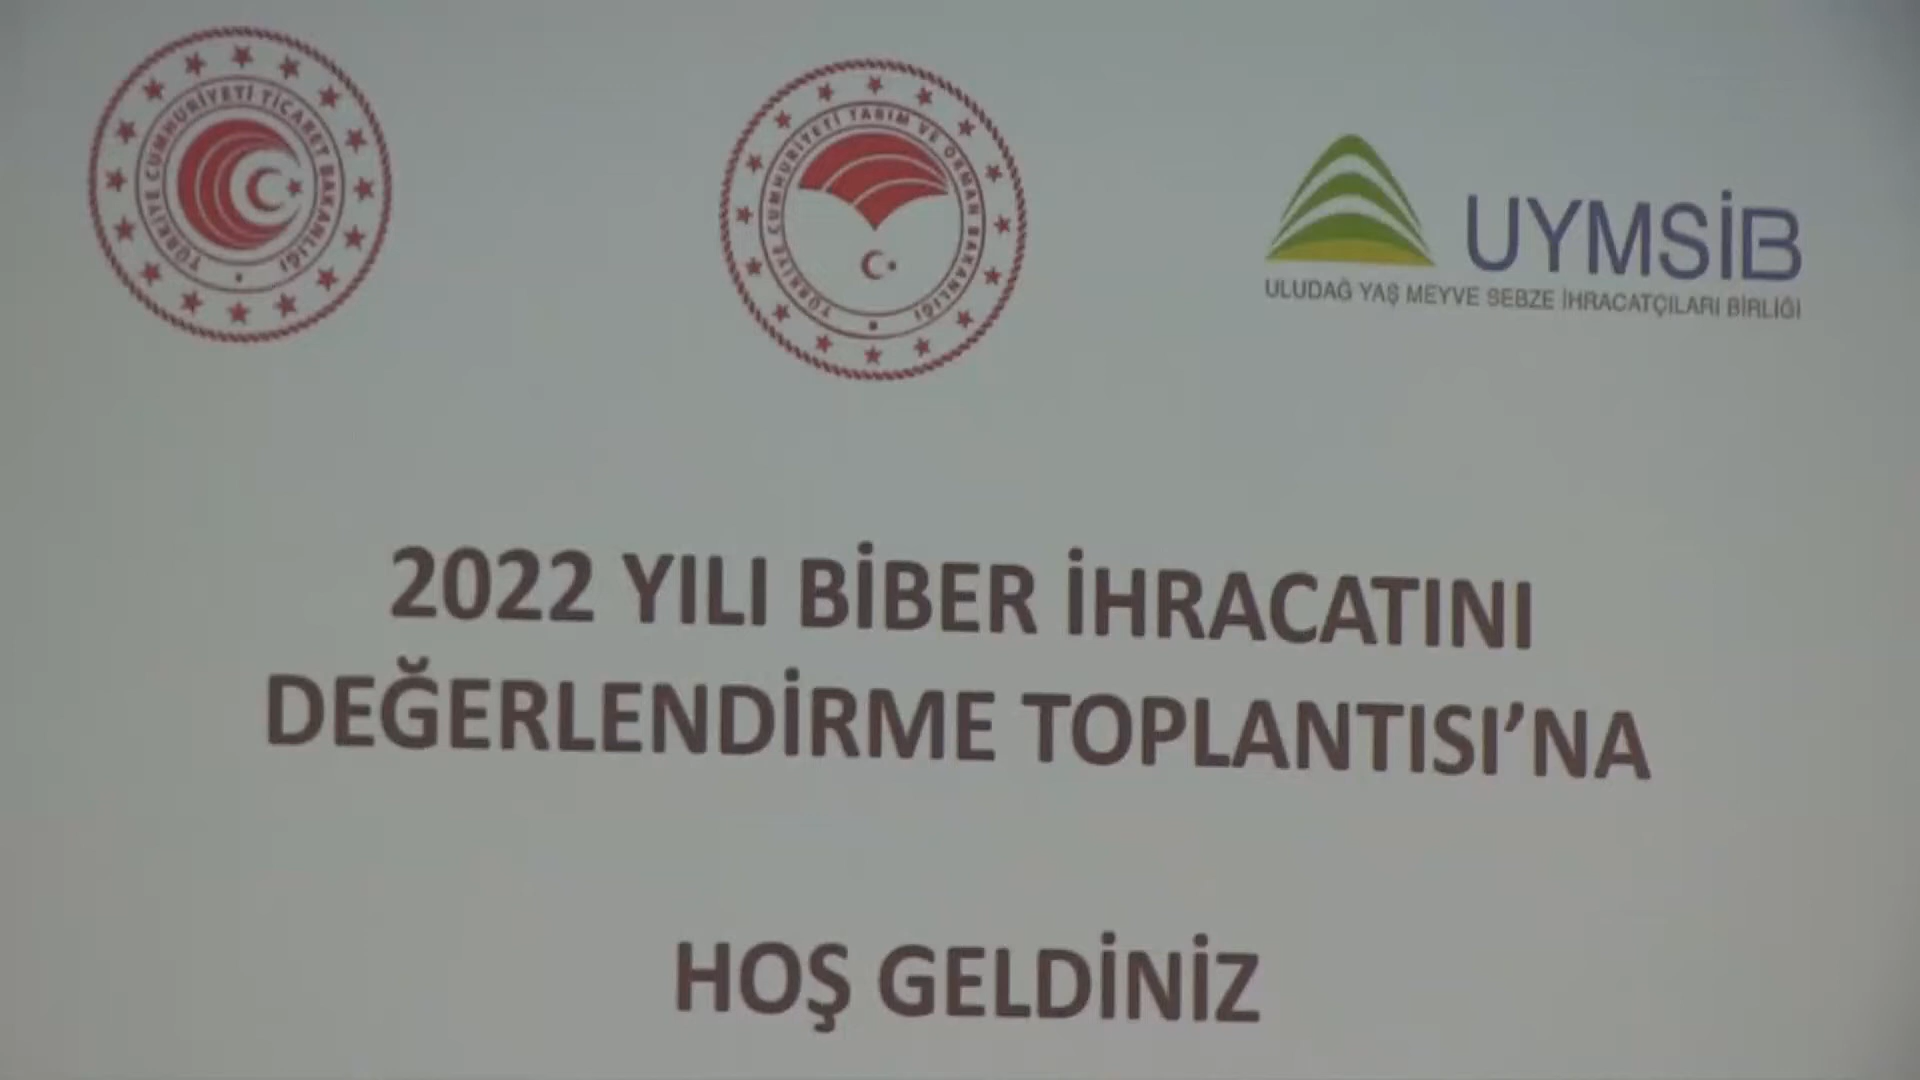 TÜRKİYE CUMHURİYETİ TİCARET BAKANLIĞI
TÜRKİYE CUMHURİYETİ TARIM VE ORMAN BAKANLIĞI
UYMSİB
ULUDAĞ YAŞ MEYVE SEBZE İHRACATÇILARI BİRLİĞİ
2022 YILI BİBER İHRACATINI
DEĞERLENDİRME TOPLANTISI'NA
HOŞ GELDİNİZ